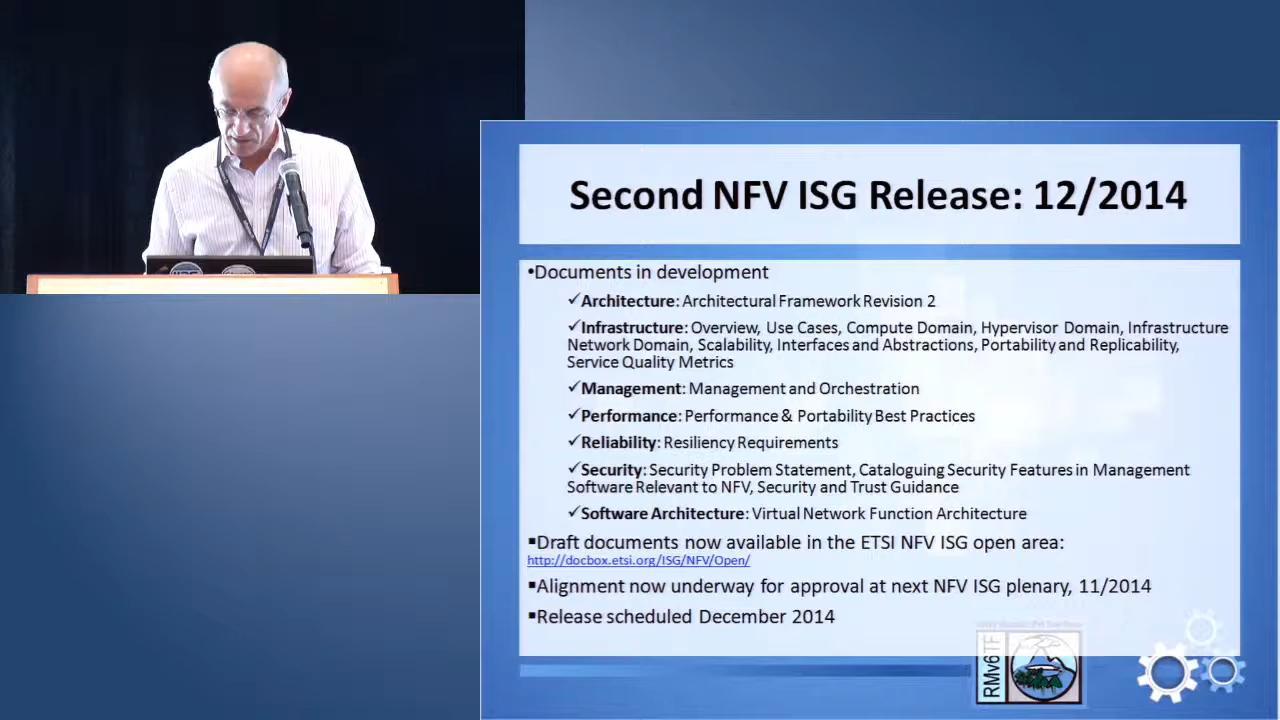 Second NFV ISG Release: 12/2014
•Documents in development
✓Architecture: Architectural Framework Revision 2
✓Infrastructure: Overview, Use Cases, Compute Domain, Hypervisor Domain, Infrastructure
Network Domain, Scalability, Interfaces and Abstractions, Portability and Replicability,
Service Quality Metrics
✓Management: Management and Orchestration
✓Performance: Performance & Portability Best Practices
✓Reliability: Resiliency Requirements
✓Security: Security Problem Statement, Cataloguing Security Features in Management
Software Relevant to NFV, Security and Trust Guidance
✓Software Architecture: Virtual Network Function Architecture
▪Draft documents now available in the ETSI NFV ISG open area:
http://docbox.etsi.org/ISG/NFV/Open/
▪Alignment now underway for approval at next NFV ISG plenary, 11/2014
▪Release scheduled December 2014
RMv6TF